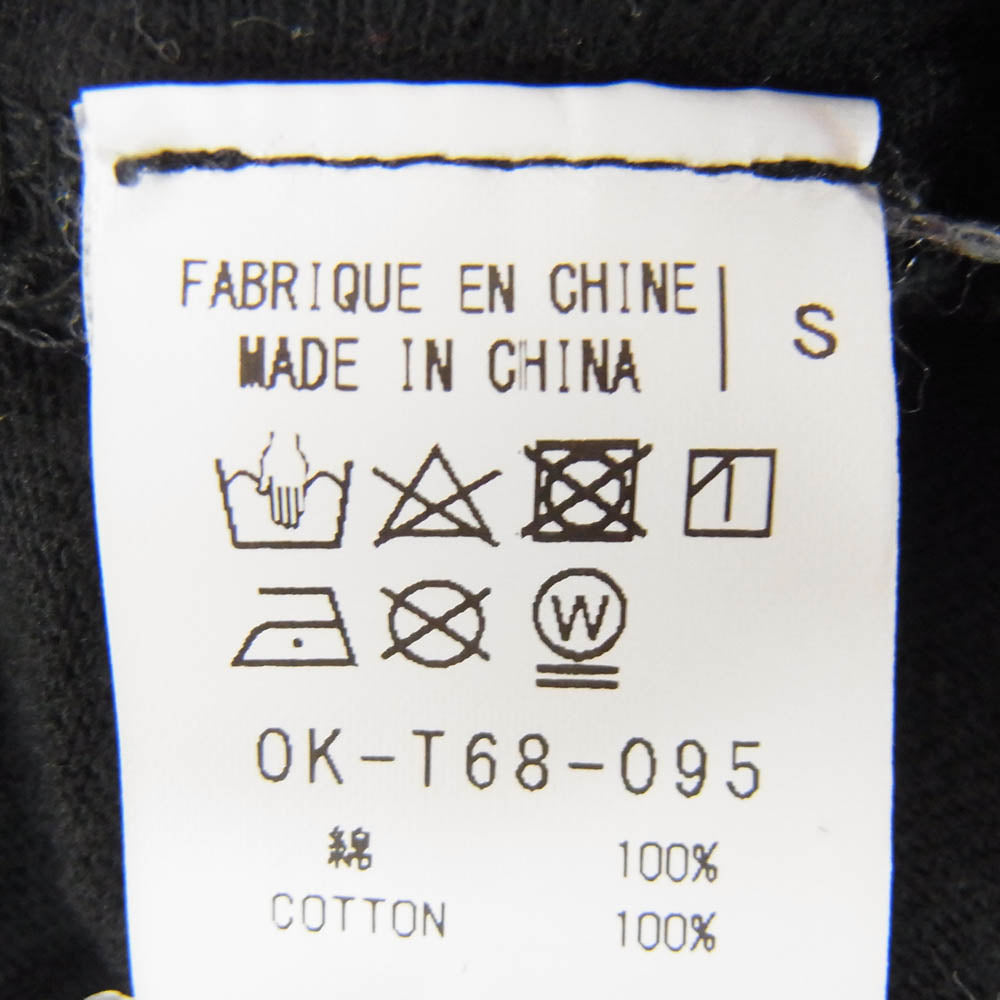 FABRIQUE EN CHINE
MADE IN CHINA
S
W
OK-T68-095
綿 100%
COTTON 100%